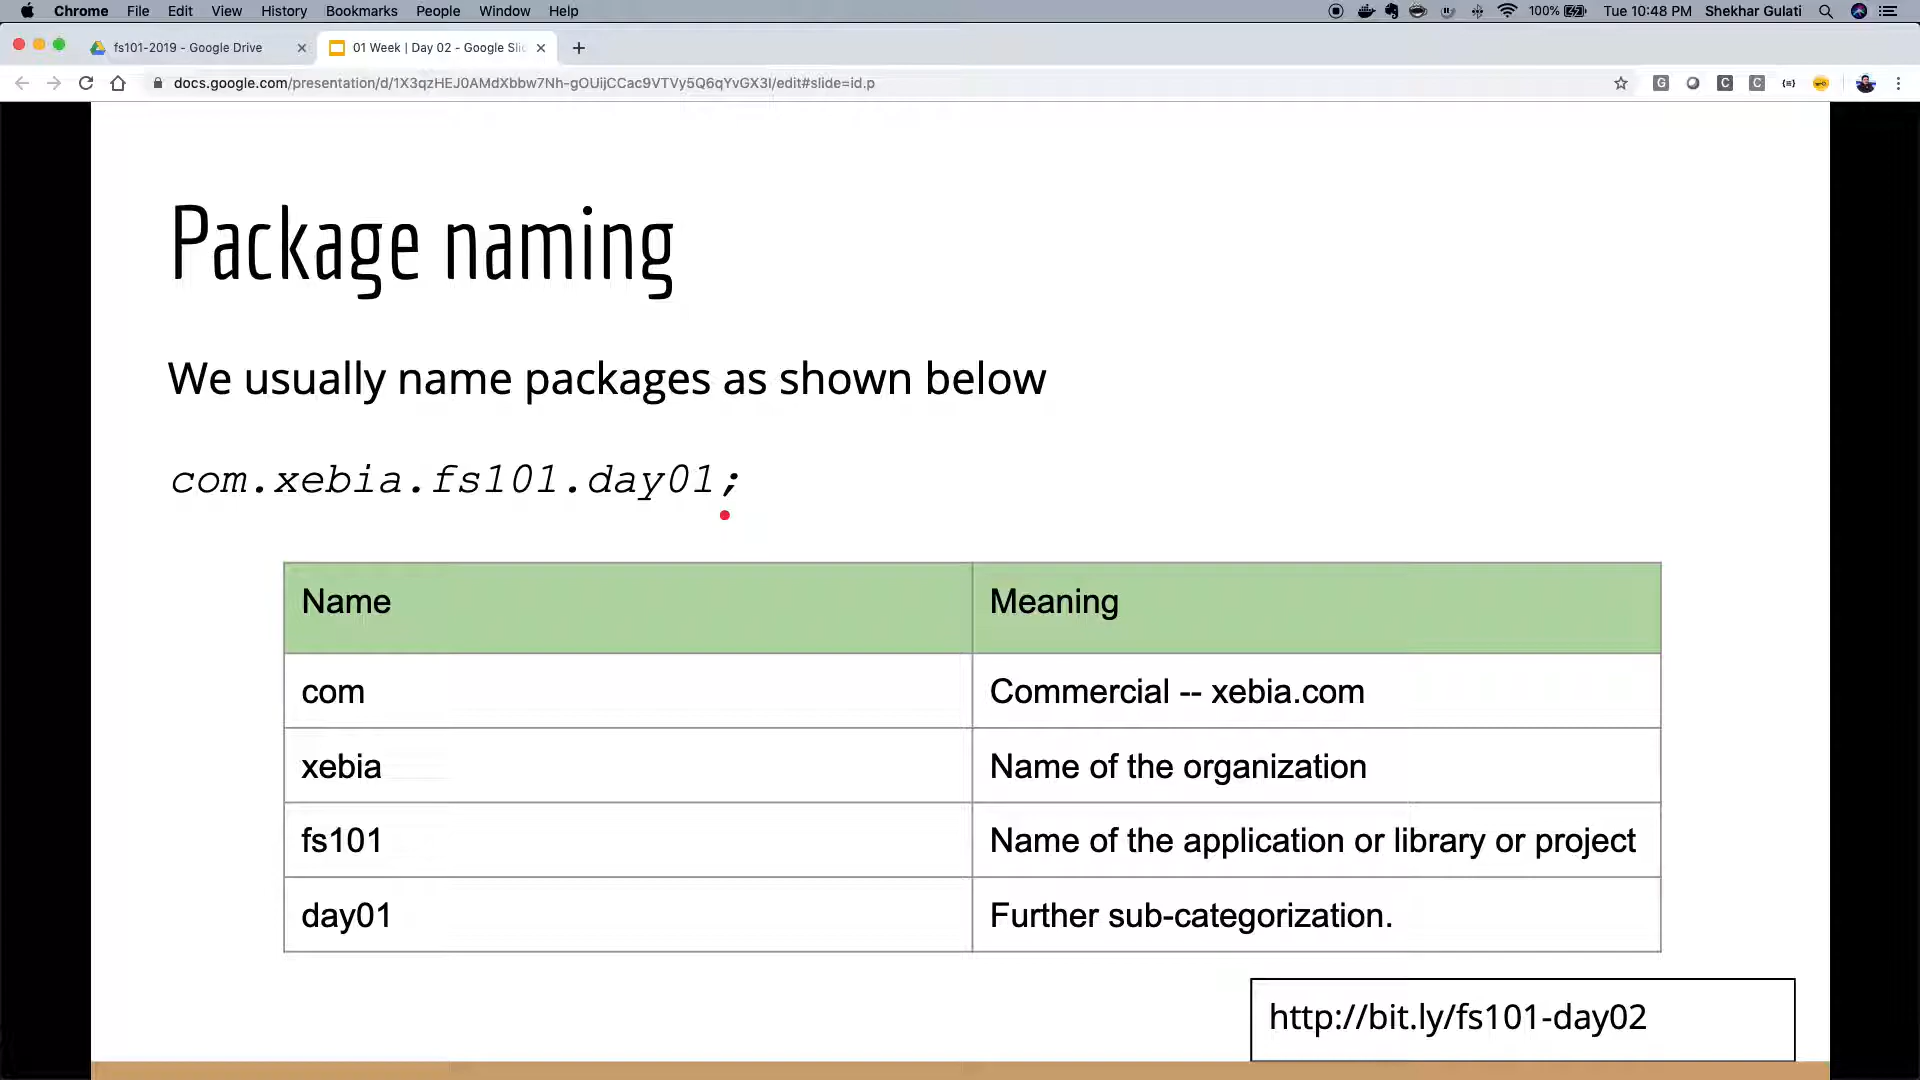 Chrome File Edit View History Bookmarks People Window Help 100% Tue 10:48 PM Shekhar Gulati
fs101-2019 - Google Drive 01 Week | Day 02 - Google Slid
docs.google.com/presentation/d/1X3qzHEJ0AMdXbbw7Nh-gOUijCCac9VTVy5Q6qYvGX3I/edit#slide=id.p
Package naming
We usually name packages as shown below
com.xebia.fs101.day01;
Name Meaning
com Commercial -- xebia.com
xebia Name of the organization
fs101 Name of the application or library or project
day01 Further sub-categorization.
http://bit.ly/fs101-day02